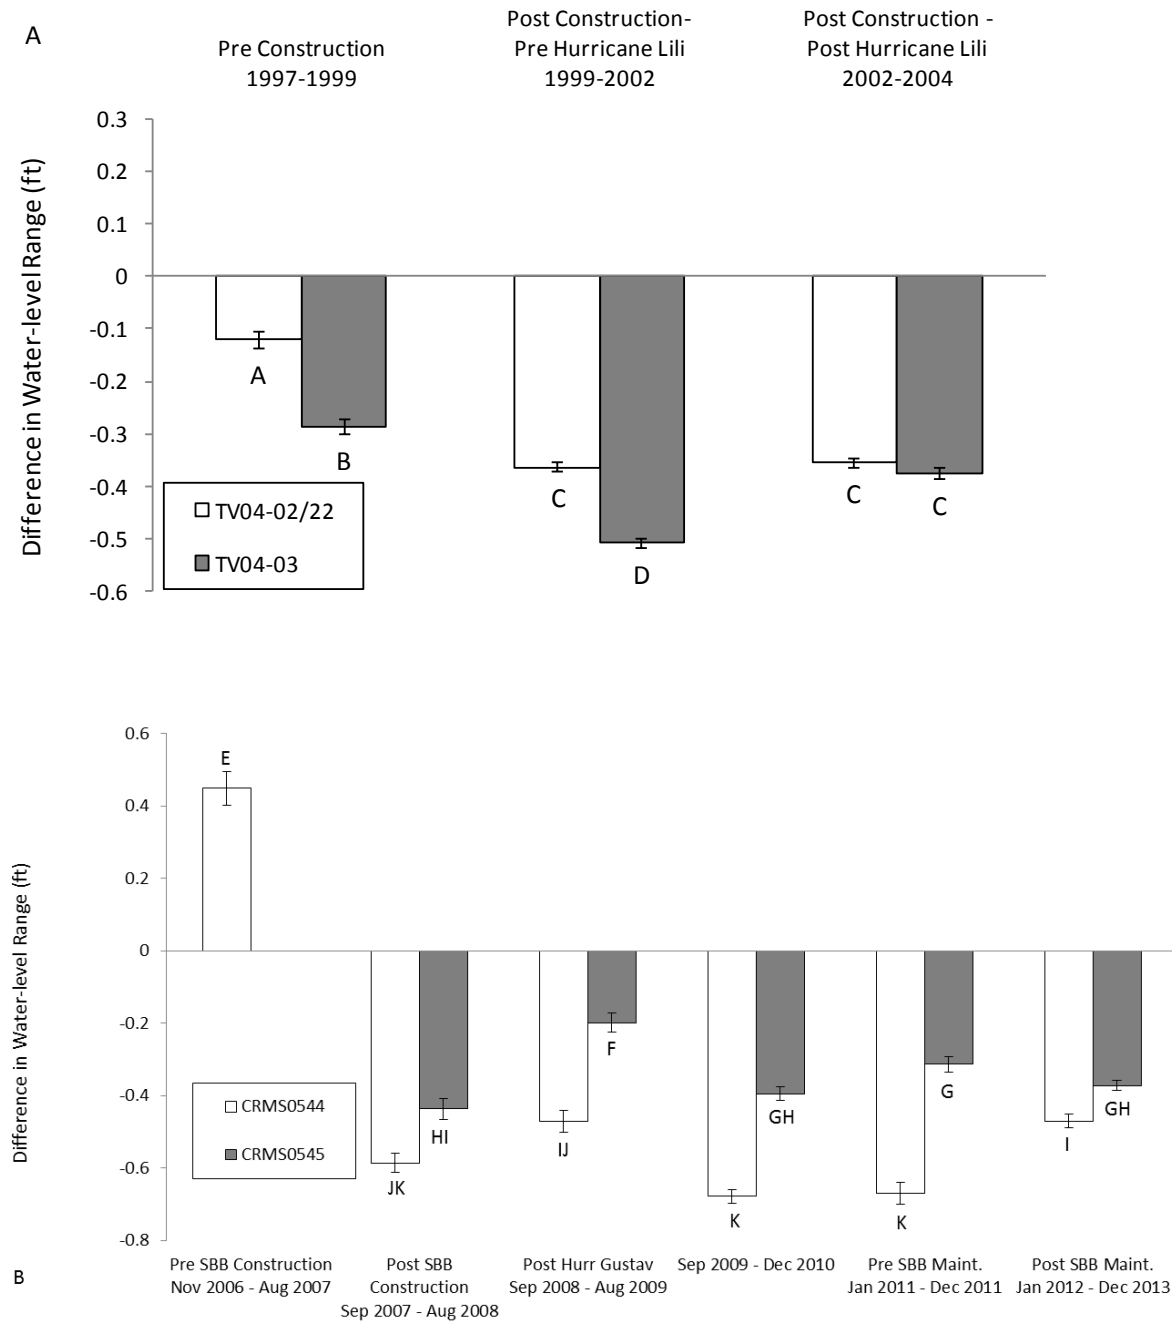 A
Pre Construction
1997-1999
Post Construction-
Pre Hurricane Lili
1999-2002
Post Construction -
Post Hurricane Lili
2002-2004
Difference in Water-level Range (ft)
0.3
0.2
0.1
0
-0.1
-0.2
-0.3
-0.4
-0.5
-0.6
A
B
C
D
C
C
TV04-02/22
TV04-03
Difference in Water-level Range (ft)
0.6
0.4
0.2
0
-0.2
-0.4
-0.6
-0.8
E
JK
HI
IJ
F
K
GH
K
G
I
GH
CRMS0544
CRMS0545
Pre SBB Construction
Nov 2006 - Aug 2007
Post SBB
Construction
Sep 2007 - Aug 2008
Post Hurr Gustav
Sep 2008 - Aug 2009
Sep 2009 - Dec 2010
Pre SBB Maint.
Jan 2011 - Dec 2011
Post SBB Maint.
Jan 2012 - Dec 2013
B